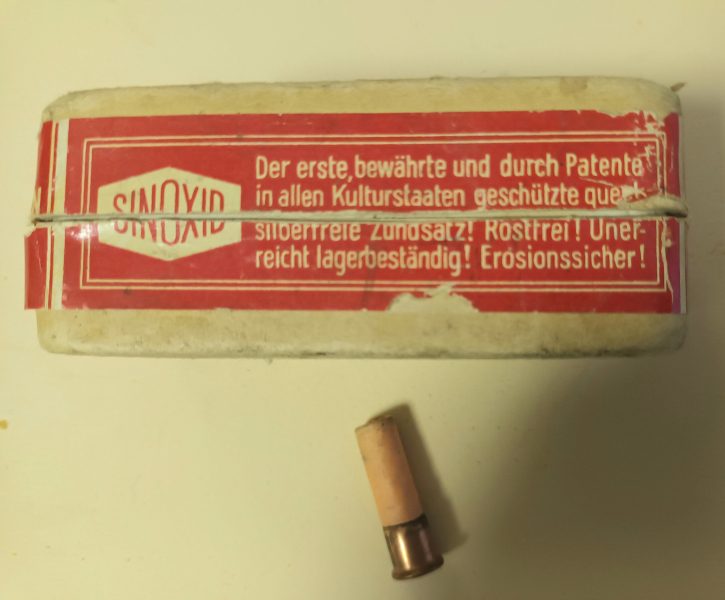 SINOXID
Der erste, bewährte und durch Patente
in allen Kulturstaaten geschützte queck-
silberfreie Zündsatz! Rostfrei! Uner-
reicht lagerbeständig! Erosionssicher!